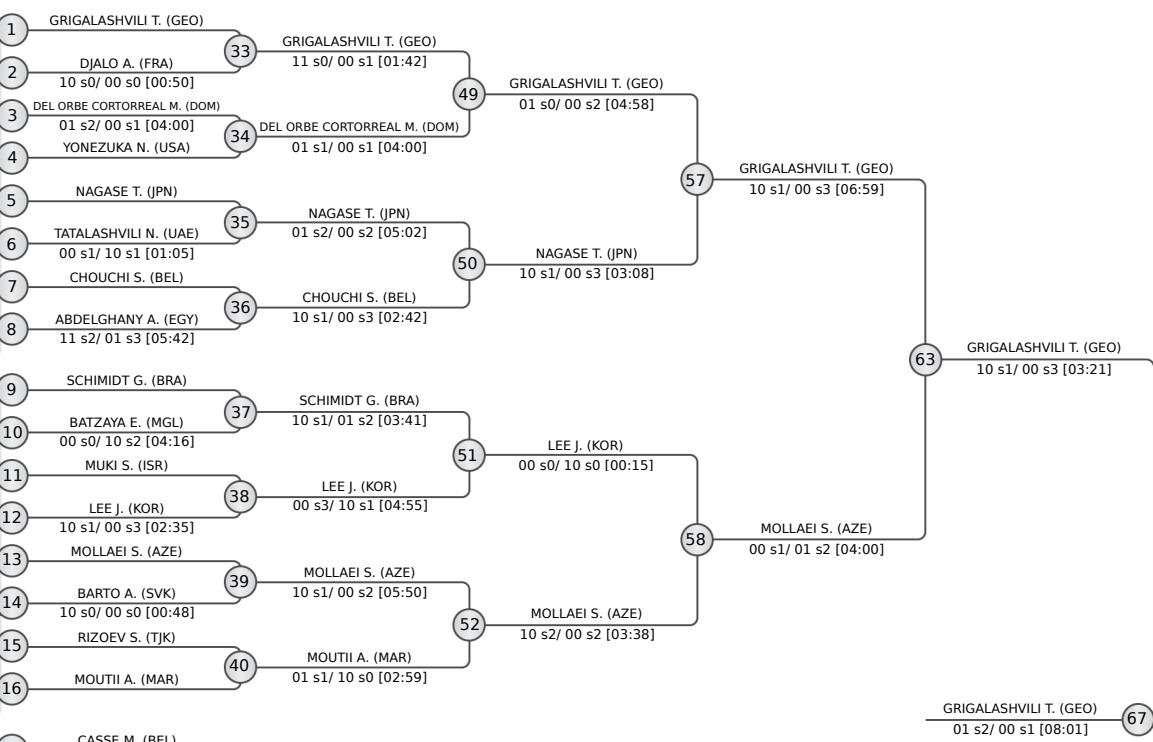 1
GRIGALASHVILI T. (GEO)
2
DJALO A. (FRA)
10 s0/ 00 s0 [00:50]
33
GRIGALASHVILI T. (GEO)
11 s0/ 00 s1 [01:42]
3
DEL ORBE CORTORREAL M. (DOM)
01 s2/ 00 s1 [04:00]
4
YONEZUKA N. (USA)
34
DEL ORBE CORTORREAL M. (DOM)
01 s1/ 00 s1 [04:00]
49
GRIGALASHVILI T. (GEO)
01 s0/ 00 s2 [04:58]
5
NAGASE T. (JPN)
6
TATALASHVILI N. (UAE)
00 s1/ 10 s1 [01:05]
35
NAGASE T. (JPN)
01 s2/ 00 s2 [05:02]
7
CHOUCHI S. (BEL)
8
ABDELGHANY A. (EGY)
11 s2/ 01 s3 [05:42]
36
CHOUCHI S. (BEL)
10 s1/ 00 s3 [02:42]
50
NAGASE T. (JPN)
10 s1/ 00 s3 [03:08]
57
GRIGALASHVILI T. (GEO)
10 s1/ 00 s3 [06:59]
9
SCHIMIDT G. (BRA)
10
BATZAYA E. (MGL)
00 s0/ 10 s2 [04:16]
37
SCHIMIDT G. (BRA)
10 s1/ 01 s2 [03:41]
11
MUKI S. (ISR)
12
LEE J. (KOR)
10 s1/ 00 s3 [02:35]
38
LEE J. (KOR)
00 s3/ 10 s1 [04:55]
51
LEE J. (KOR)
00 s0/ 10 s0 [00:15]
13
MOLLAEI S. (AZE)
14
BARTO A. (SVK)
10 s0/ 00 s0 [00:48]
39
MOLLAEI S. (AZE)
10 s1/ 00 s2 [05:50]
15
RIZOEV S. (TJK)
16
MOUTII A. (MAR)
40
MOUTII A. (MAR)
01 s1/ 10 s0 [02:59]
52
MOLLAEI S. (AZE)
10 s2/ 00 s2 [03:38]
58
MOLLAEI S. (AZE)
00 s1/ 01 s2 [04:00]
63
GRIGALASHVILI T. (GEO)
10 s1/ 00 s3 [03:21]
GRIGALASHVILI T. (GEO)
01 s2/ 00 s1 [08:01]
67
CASSE M. (BEL)